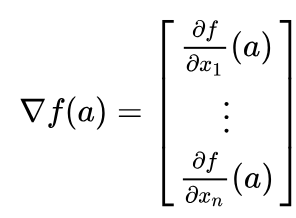 ∇f(a) = [ ∂f/∂x₁ (a)
⋮
∂f/∂xₙ (a) ]